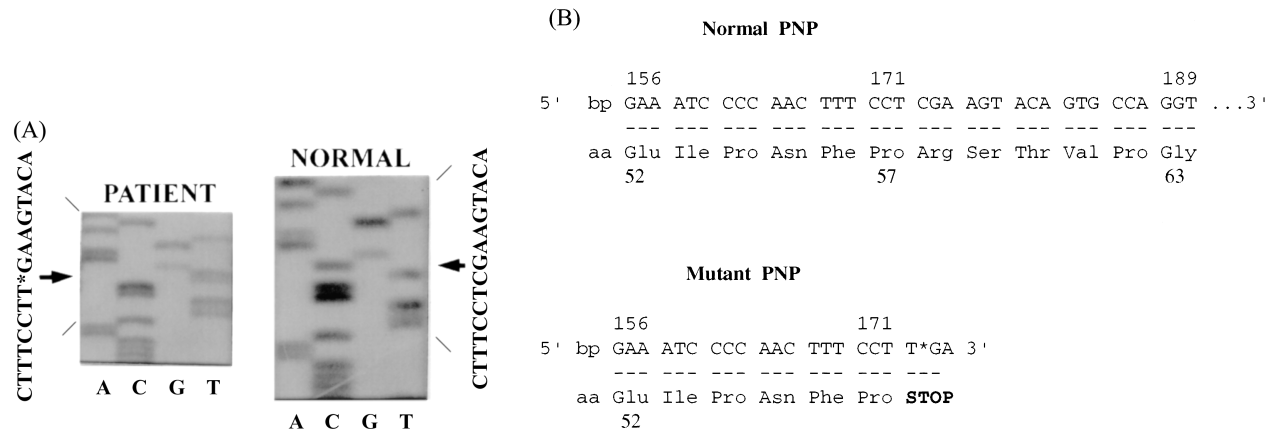 (A)
CTTTCCTT*GAAGTACA
PATIENT
A C G T
NORMAL
A C G T
CTTTCCTCGAAGTACA
(B)
Normal PNP
156 171 189
5' bp GAA ATC CCC AAC TTT CCT CGA AGT ACA GTG CCA GGT ...3'
--- --- --- --- --- --- --- --- --- --- --- ---
aa Glu Ile Pro Asn Phe Pro Arg Ser Thr Val Pro Gly
52 57 63
Mutant PNP
156 171
5' bp GAA ATC CCC AAC TTT CCT T*GA 3'
--- --- --- --- --- --- ---
aa Glu Ile Pro Asn Phe Pro STOP
52